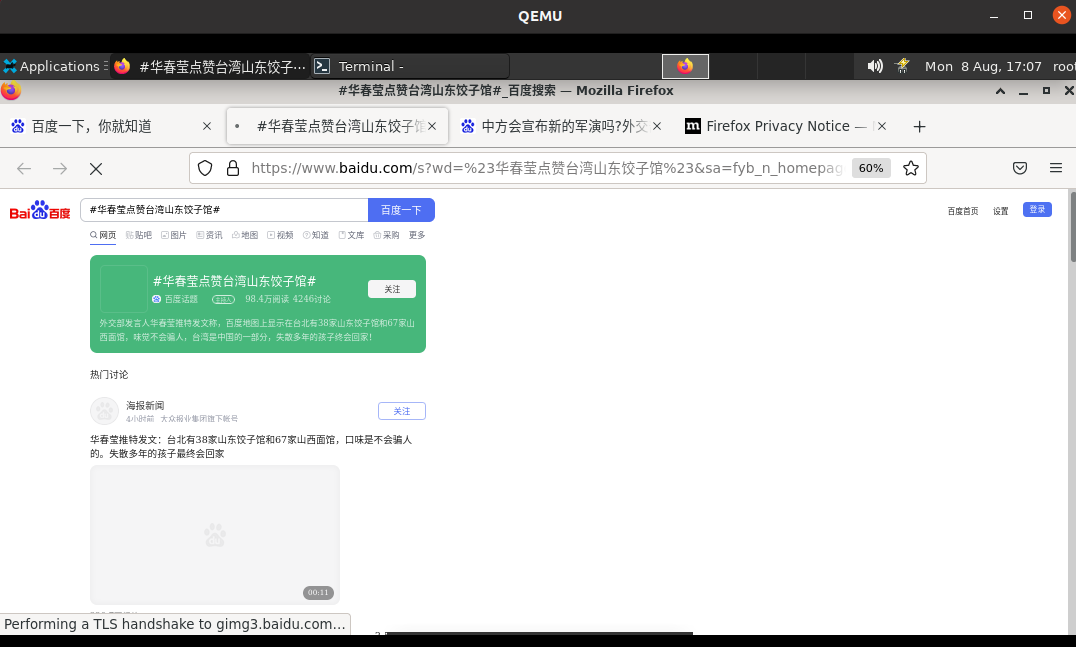 QEMU
Applications
#华春莹点赞台湾山东饺子…
Terminal -
Mon 8 Aug, 17:07 root
#华春莹点赞台湾山东饺子馆#_百度搜索 — Mozilla Firefox
百度一下，你就知道
#华春莹点赞台湾山东饺子馆
中方会宣布新的军演吗?外交
Firefox Privacy Notice —
https://www.baidu.com/s?wd=%23华春莹点赞台湾山东饺子馆%23&sa=fyb_n_homepag
60%
Bai du 百度
#华春莹点赞台湾山东饺子馆#
百度一下
百度首页 设置 登录
网页 贴吧 图片 资讯 地图 视频 知道 文库 采购 更多
#华春莹点赞台湾山东饺子馆#
关注
百度话题 主持人 98.4万阅读 4246讨论
外交部发言人华春莹推特发文称，百度地图上显示在台北有38家山东饺子馆和67家山
西面馆，味觉不会骗人，台湾是中国的一部分，失散多年的孩子终会回家！
热门讨论
海报新闻
4小时前 大众报业集团旗下帐号
关注
华春莹推特发文：台北有38家山东饺子馆和67家山西面馆，口味是不会骗人
的。失散多年的孩子最终会回家
00:11
Performing a TLS handshake to gimg3.baidu.com…